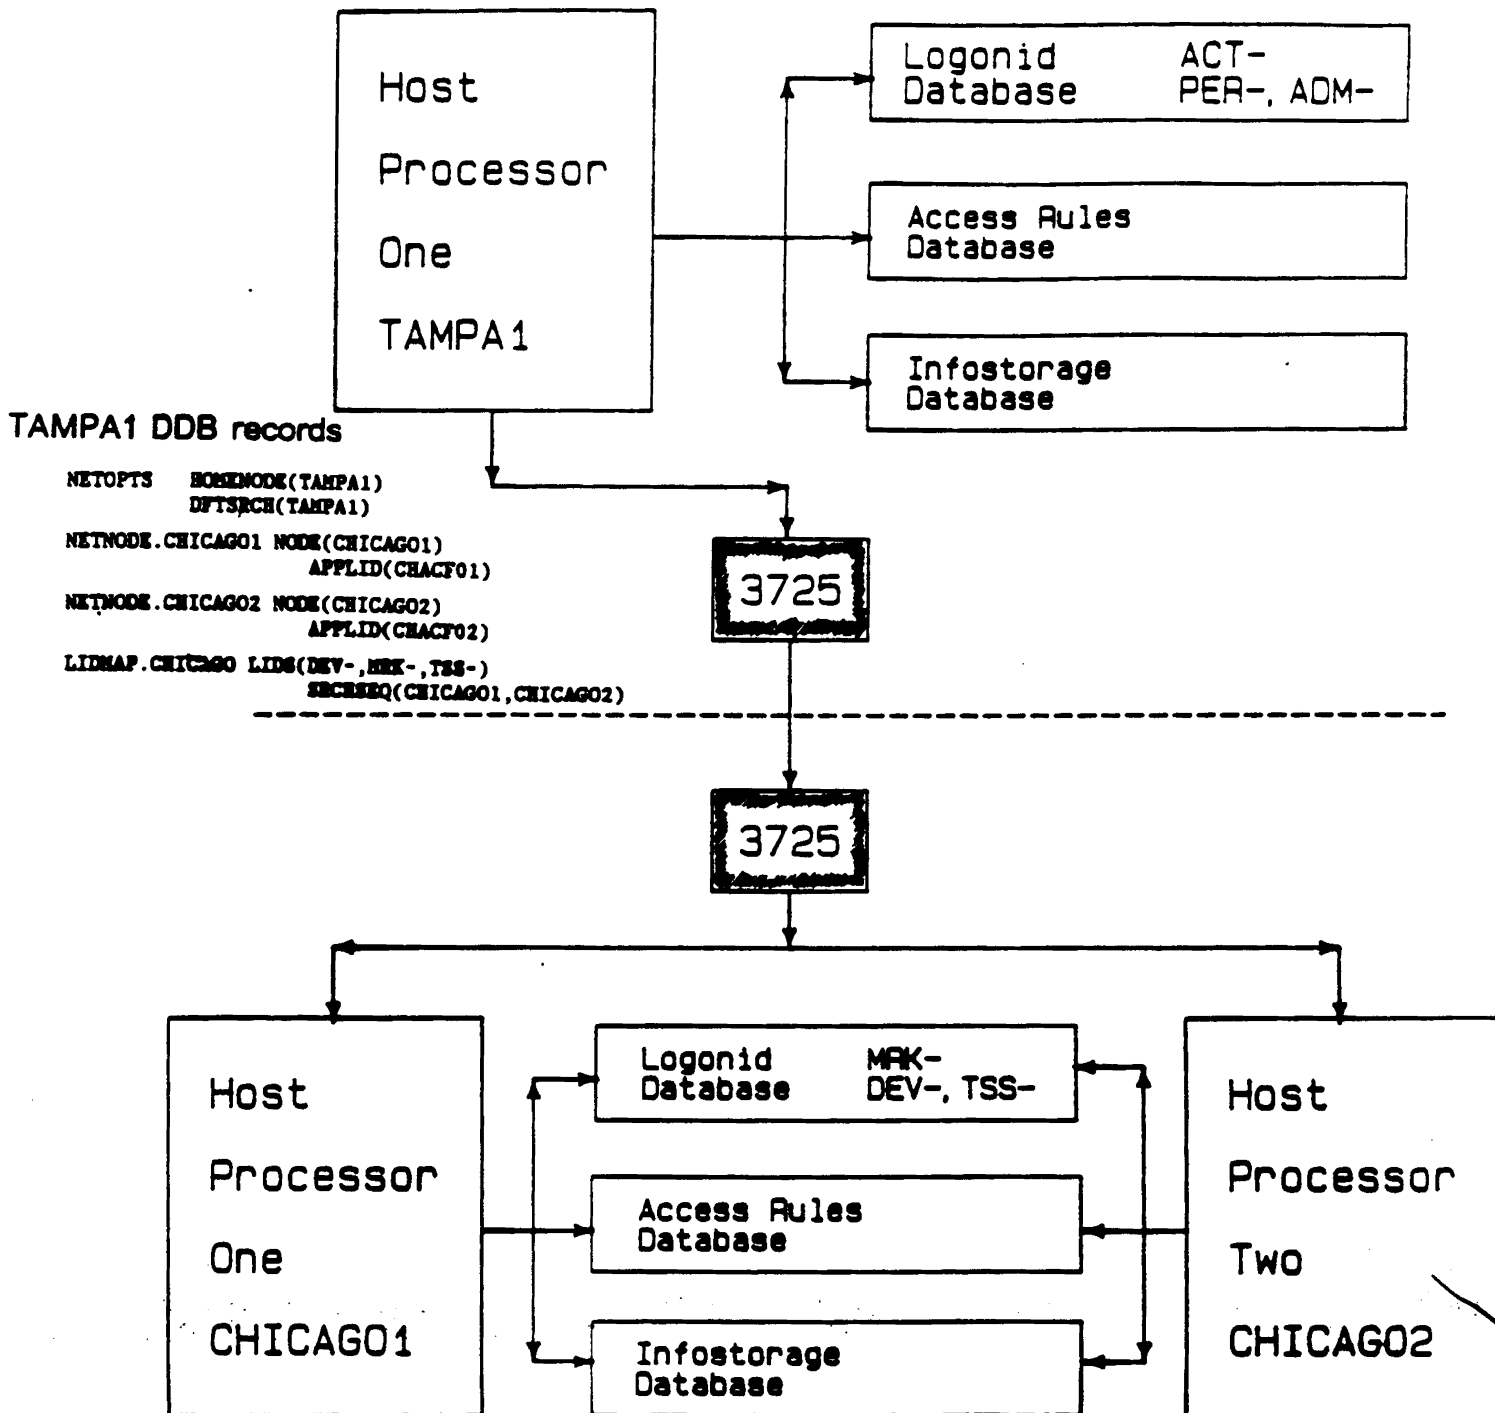 Host
Processor
One
TAMPA1
Logonid ACT-
Database PER-, ADM-
Access Rules
Database
Infostorage
Database
TAMPA1 DDB records
NETOPTS HOMENODE(TAMPA1)
DFTSRCH(TAMPA1)
NETNODE.CHICAGO1 NODE(CHICAGO1)
APPLID(CHACF01)
NETNODE.CHICAGO2 NODE(CHICAGO2)
APPLID(CHACF02)
LIDMAP.CHICAGO LIDS(DEV-,MRK-,TSS-)
SRCHSEQ(CHICAGO1,CHICAGO2)
3725
3725
Host
Processor
One
CHICAGO1
Logonid MRK-
Database DEV-, TSS-
Access Rules
Database
Infostorage
Database
Host
Processor
Two
CHICAGO2